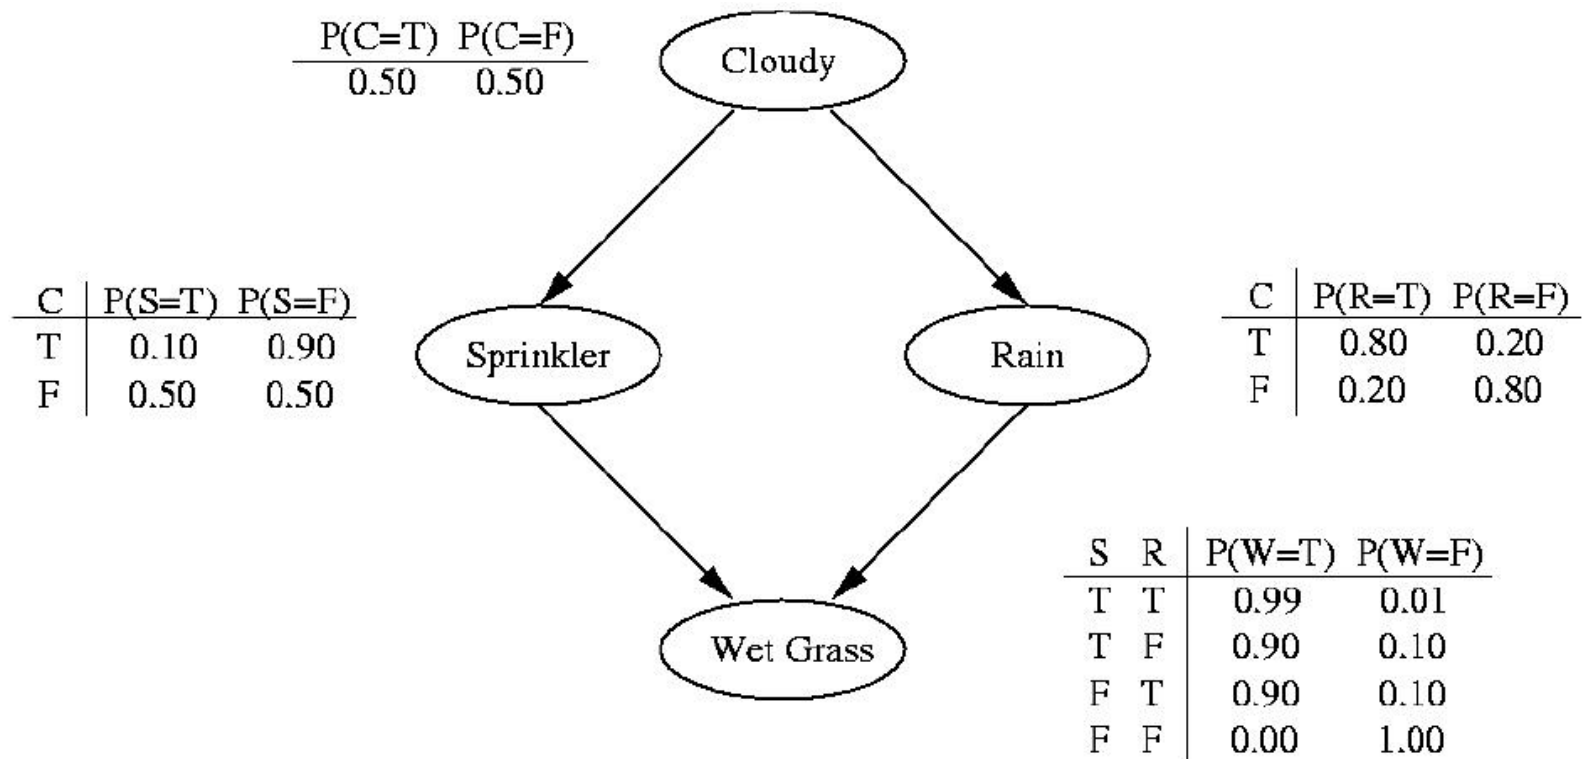 P(C=T) P(C=F)
0.50 0.50
Cloudy
C P(S=T) P(S=F)
T 0.10 0.90
F 0.50 0.50
Sprinkler
Rain
C P(R=T) P(R=F)
T 0.80 0.20
F 0.20 0.80
Wet Grass
S R P(W=T) P(W=F)
T T 0.99 0.01
T F 0.90 0.10
F T 0.90 0.10
F F 0.00 1.00